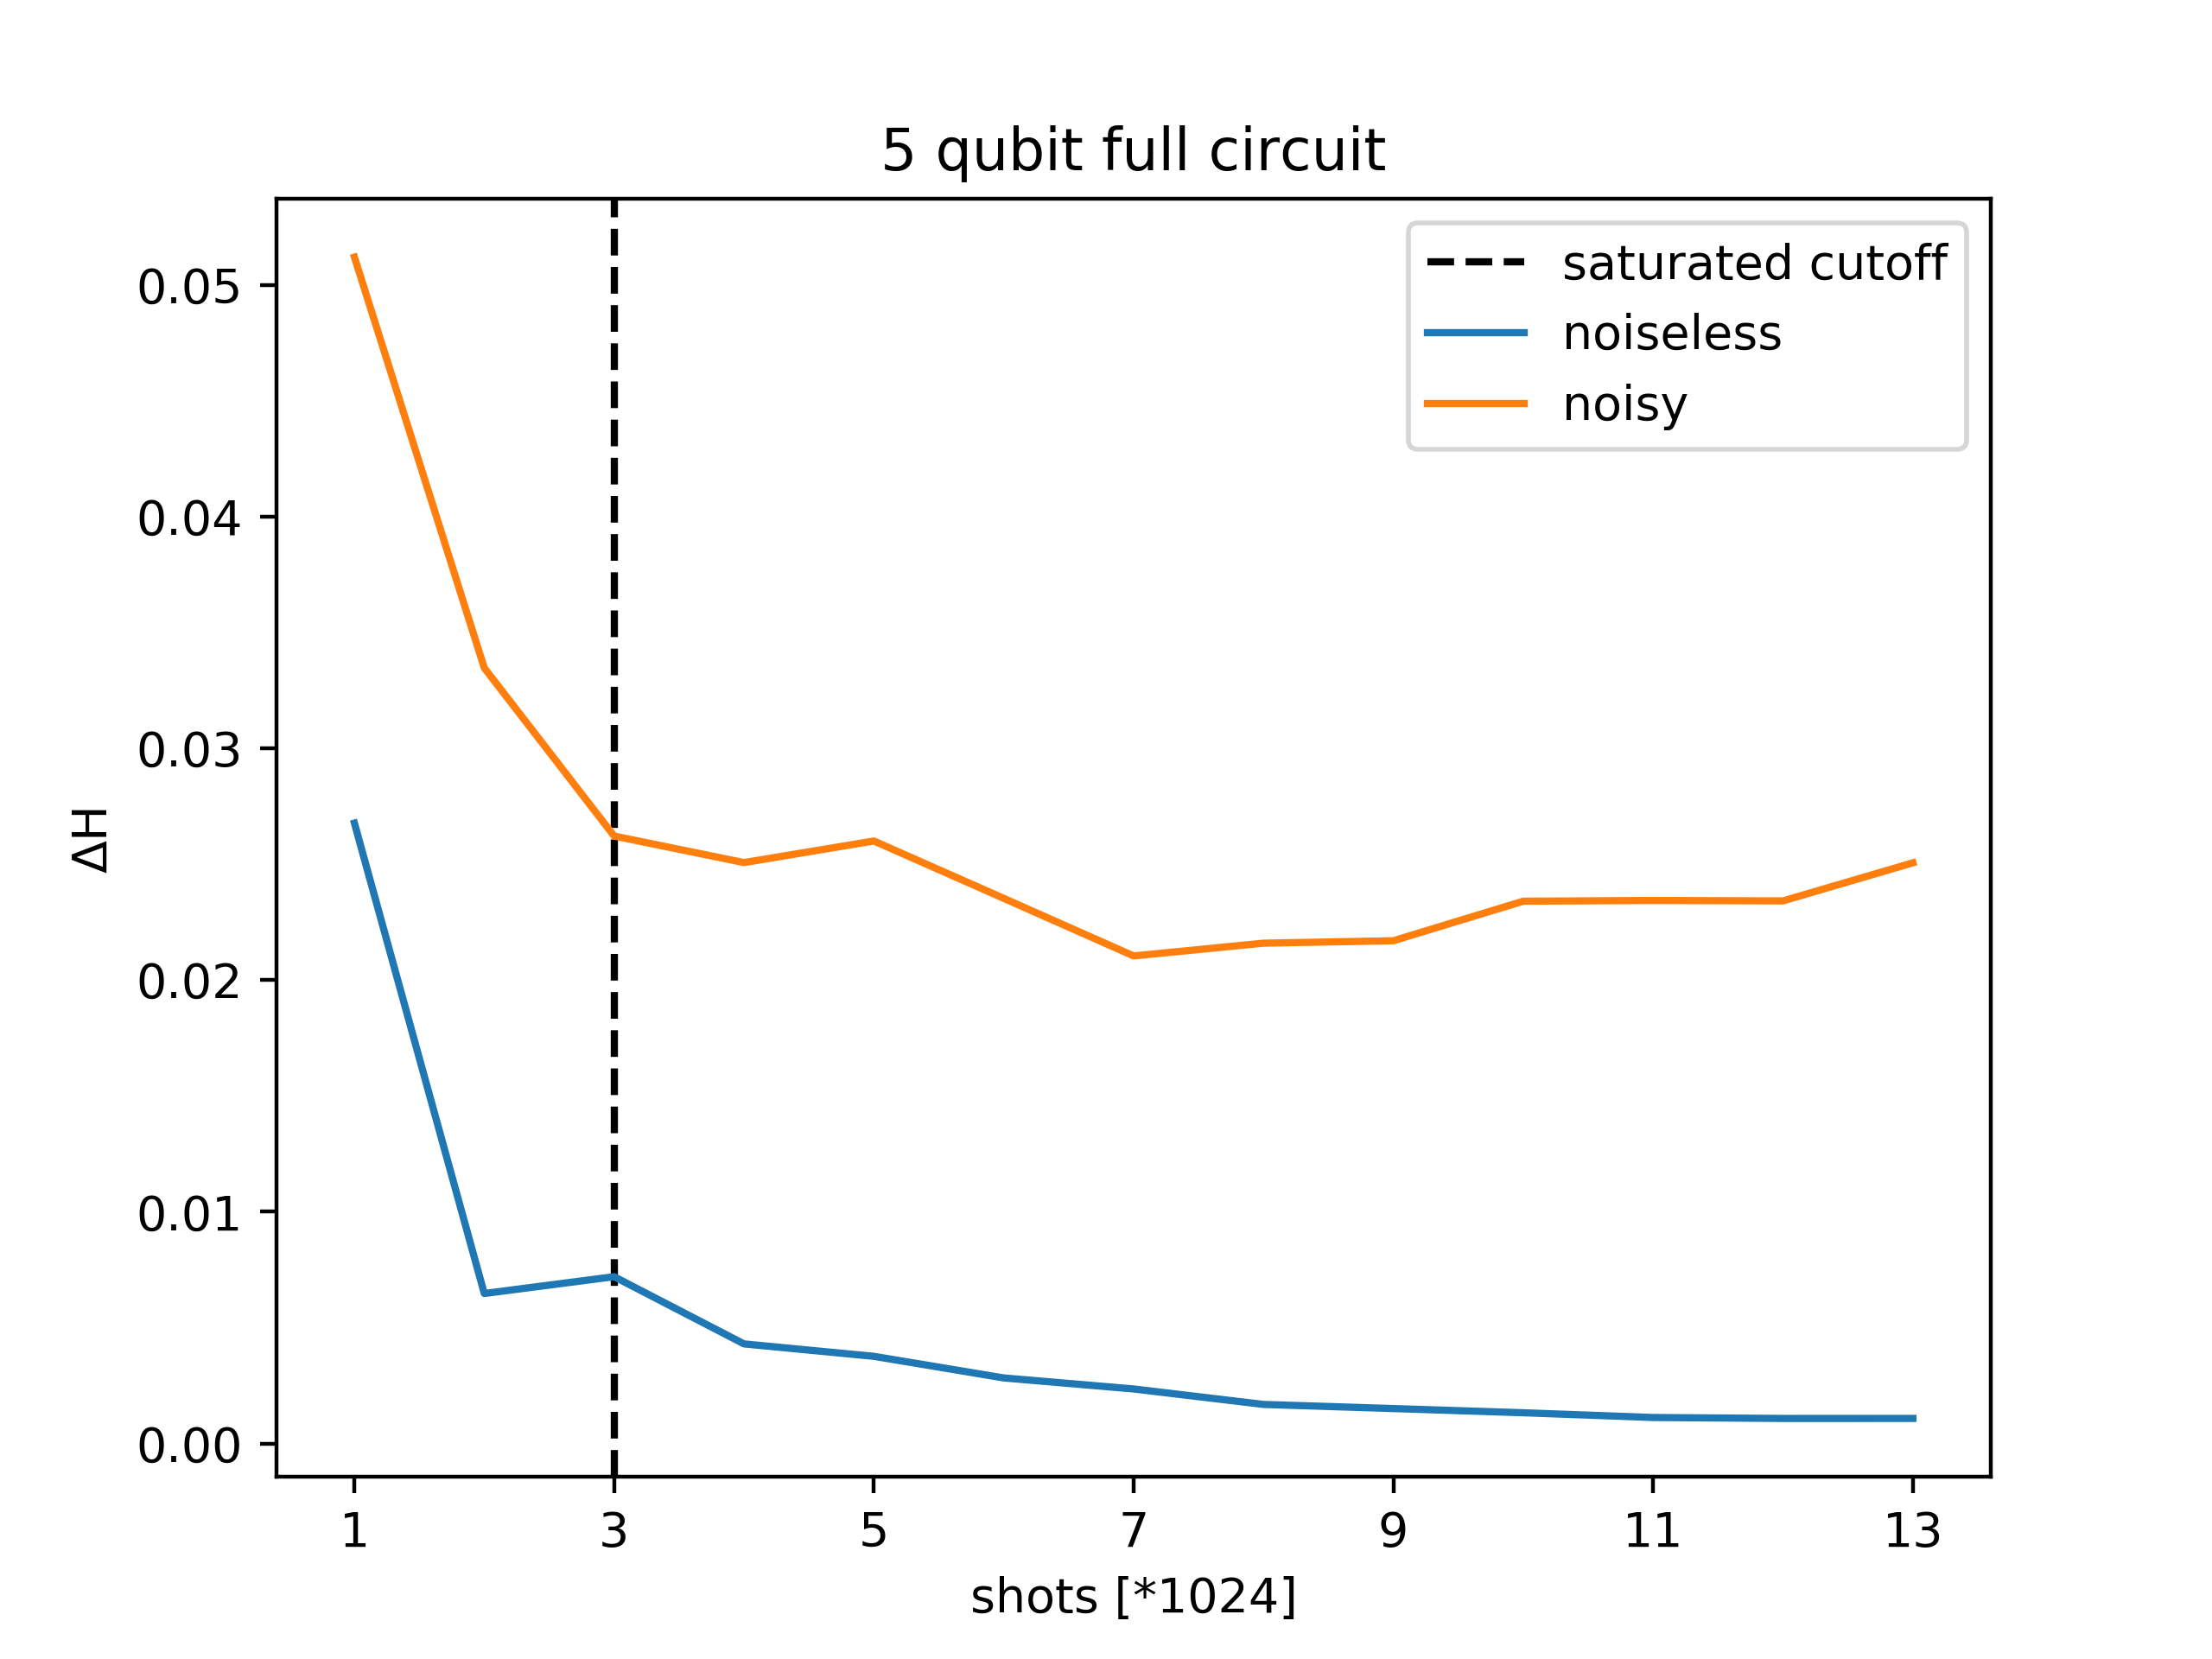 5 qubit full circuit
saturated cutoff
noiseless
noisy
0.05
0.04
0.03
0.02
0.01
0.00
ΔH
1 3 5 7 9 11 13
shots [*1024]